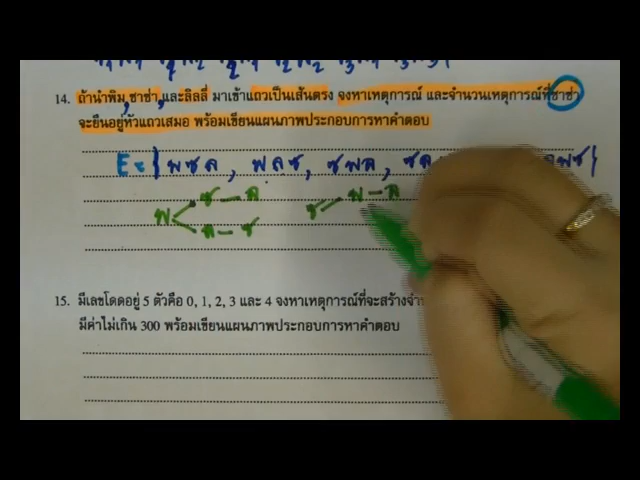 14. ถ้านำพิม,ซาซ่า,และลิลลี่ มาเข้าแถวเป็นเส้นตรง จงหาเหตุการณ์ และจำนวนเหตุการณ์ที่ซาซ่า
จะยืนอยู่หัวแถวเสมอ พร้อมเขียนแผนภาพประกอบการหาคำตอบ
E = { พซล , พลซ , ซพล , ซล ลพซ }
พ ซ – ล
ล – ซ
ซ – พ – ล
15. มีเลขโดดอยู่ 5 ตัวคือ 0, 1, 2, 3 และ 4 จงหาเหตุการณ์ที่จะสร้างจำ
มีค่าไม่เกิน 300 พร้อมเขียนแผนภาพประกอบการหาคำตอบ